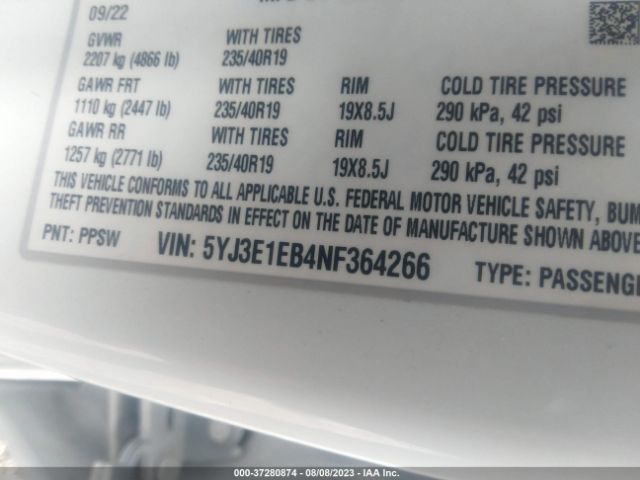 09/22
GVWR WITH TIRES
2207 kg (4866 lb) 235/40R19
GAWR FRT WITH TIRES RIM COLD TIRE PRESSURE
1110 kg (2447 lb) 235/40R19 19X8.5J 290 kPa, 42 psi
GAWR RR WITH TIRES RIM COLD TIRE PRESSURE
1257 kg (2771 lb) 235/40R19 19X8.5J 290 kPa, 42 psi
THIS VEHICLE CONFORMS TO ALL APPLICABLE U.S. FEDERAL MOTOR VEHICLE SAFETY, BUM
THEFT PREVENTION STANDARDS IN EFFECT ON THE DATE OF MANUFACTURE SHOWN ABOVE
PNT: PPSW VIN: 5YJ3E1EB4NF364266 TYPE: PASSENGE
000-37280874 - 08/08/2023 - IAA Inc.